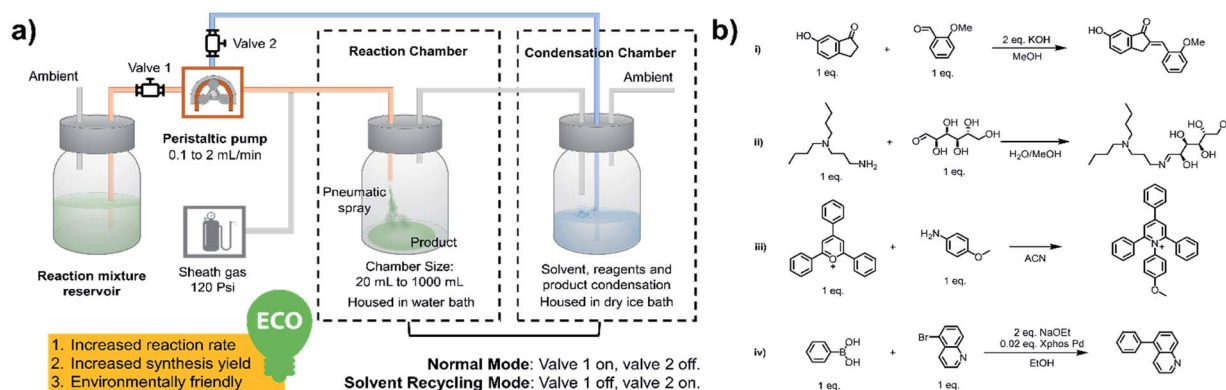 a)
Valve 2
Valve 1
Ambient
Peristaltic pump
0.1 to 2 mL/min
Reaction mixture
reservoir
Sheath gas
120 Psi
Reaction Chamber
Pneumatic
spray
Product
Chamber Size:
20 mL to 1000 mL
Housed in water bath
Condensation Chamber
Ambient
Solvent, reagents and
product condensation
Housed in dry ice bath
ECO
1. Increased reaction rate
2. Increased synthesis yield
3. Environmentally friendly
Normal Mode: Valve 1 on, valve 2 off.
Solvent Recycling Mode: Valve 1 off, valve 2 on.
b)
i)
HO
O
1 eq.
+
O
OMe
1 eq.
2 eq. KOH
MeOH
HO
O
OMe
ii)
N
NH2
1 eq.
+
O
OH
OH
OH
OH
OH
1 eq.
H2O/MeOH
N
N
OH
OH
OH
OH
iii)
O
+
1 eq.
+
H2N
O
1 eq.
ACN
N+
O
iv)
OH
B
OH
1 eq.
+
Br
N
1 eq.
2 eq. NaOEt
0.02 eq. Xphos Pd
EtOH
N